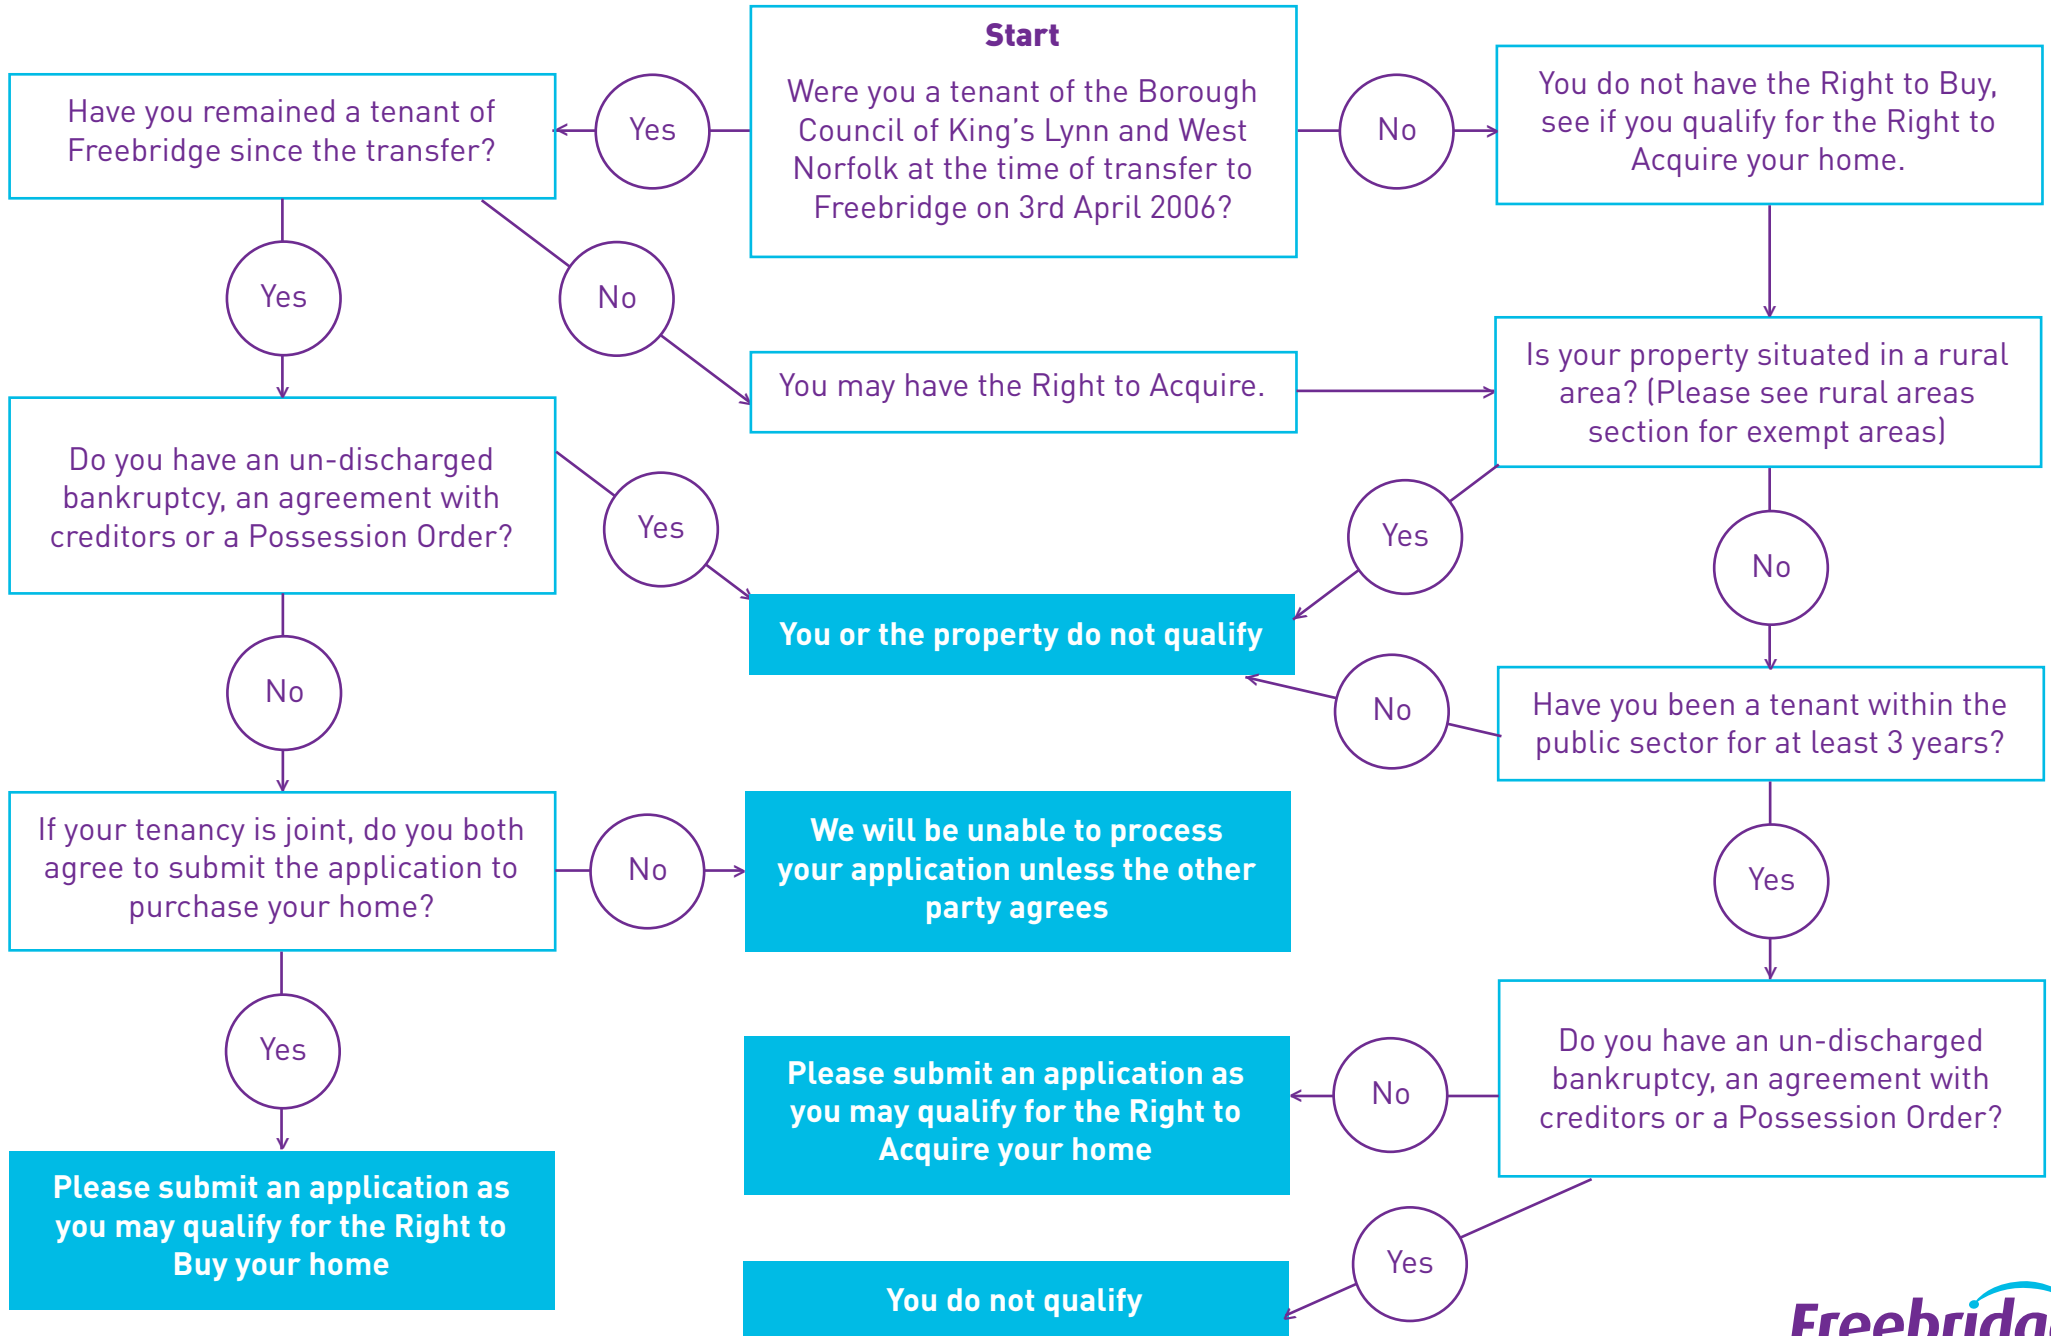 Start
Were you a tenant of the Borough
Council of King's Lynn and West
Norfolk at the time of transfer to
Freebridge on 3rd April 2006?
Yes
No
Have you remained a tenant of
Freebridge since the transfer?
You do not have the Right to Buy,
see if you qualify for the Right to
Acquire your home.
Yes
No
You may have the Right to Acquire.
Is your property situated in a rural
area? (Please see rural areas
section for exempt areas)
Do you have an un-discharged
bankruptcy, an agreement with
creditors or a Possession Order?
Yes
Yes
No
You or the property do not qualify
No
No
Have you been a tenant within the
public sector for at least 3 years?
If your tenancy is joint, do you both
agree to submit the application to
purchase your home?
No
We will be unable to process
your application unless the other
party agrees
Yes
Yes
Please submit an application as
you may qualify for the Right to
Acquire your home
No
Do you have an un-discharged
bankruptcy, an agreement with
creditors or a Possession Order?
Please submit an application as
you may qualify for the Right to
Buy your home
Yes
You do not qualify
Freebridge